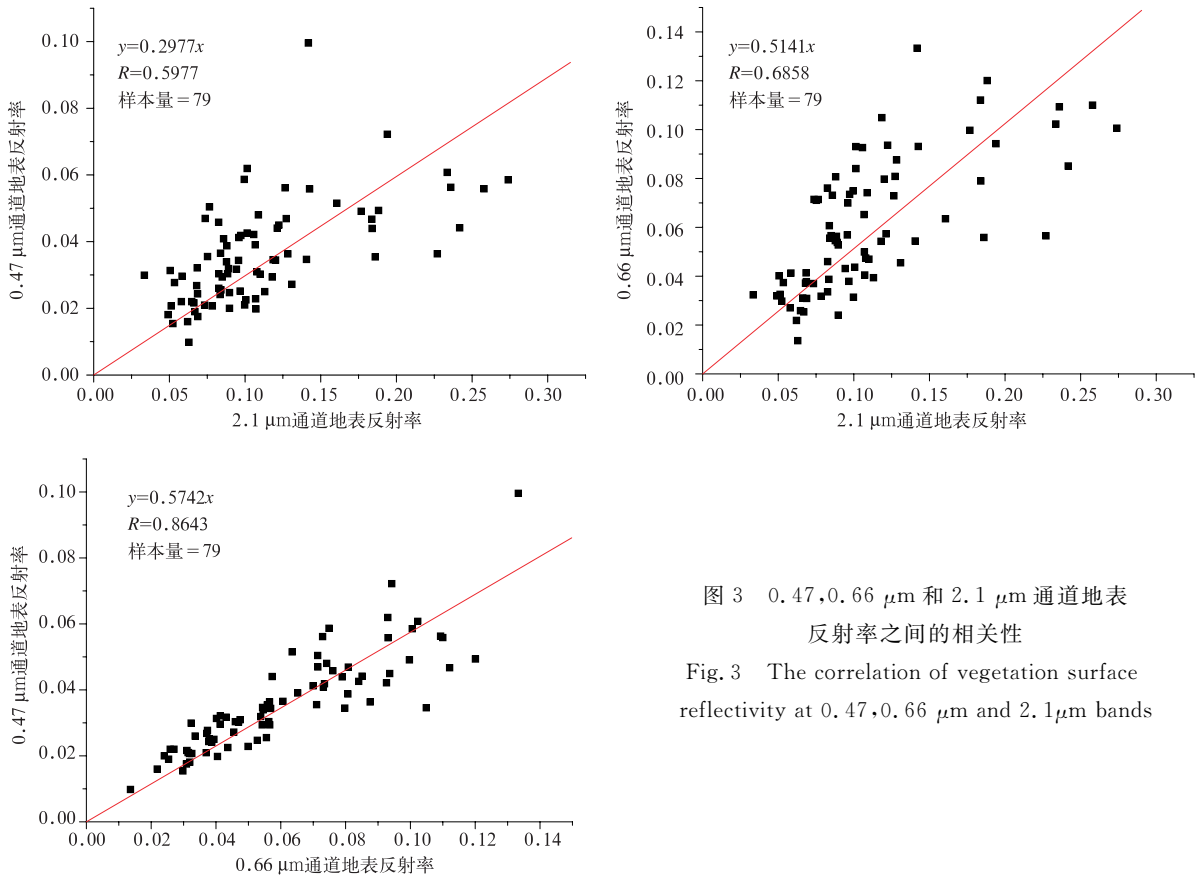 y=0.2977x
R=0.5977
样本量=79
0.10
0.08
0.06
0.04
0.02
0.00
0.47 μm通道地表反射率
0.00 0.05 0.10 0.15 0.20 0.25 0.30
2.1 μm通道地表反射率
y=0.5141x
R=0.6858
样本量=79
0.14
0.12
0.10
0.08
0.06
0.04
0.02
0.00
0.66 μm通道地表反射率
0.00 0.05 0.10 0.15 0.20 0.25 0.30
2.1 μm通道地表反射率
y=0.5742x
R=0.8643
样本量=79
0.10
0.08
0.06
0.04
0.02
0.00
0.47 μm通道地表反射率
0.00 0.02 0.04 0.06 0.08 0.10 0.12 0.14
0.66 μm通道地表反射率
图 3 0.47,0.66 μm 和 2.1 μm 通道地表
反射率之间的相关性
Fig.3 The correlation of vegetation surface
reflectivity at 0.47,0.66 μm and 2.1μm bands